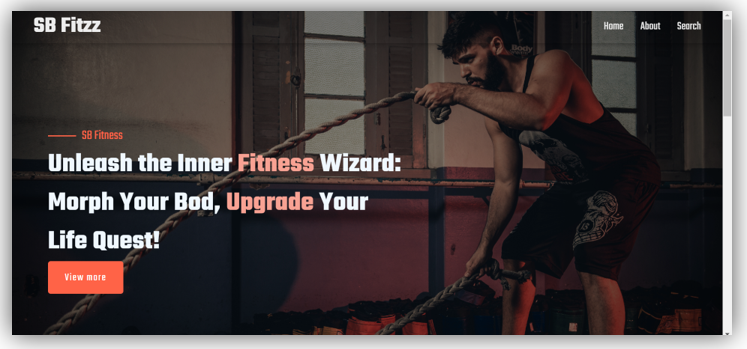 SB Fitzz
Home About Search
SB Fitness
Unleash the Inner Fitness Wizard:
Morph Your Bod, Upgrade Your
Life Quest!
View more